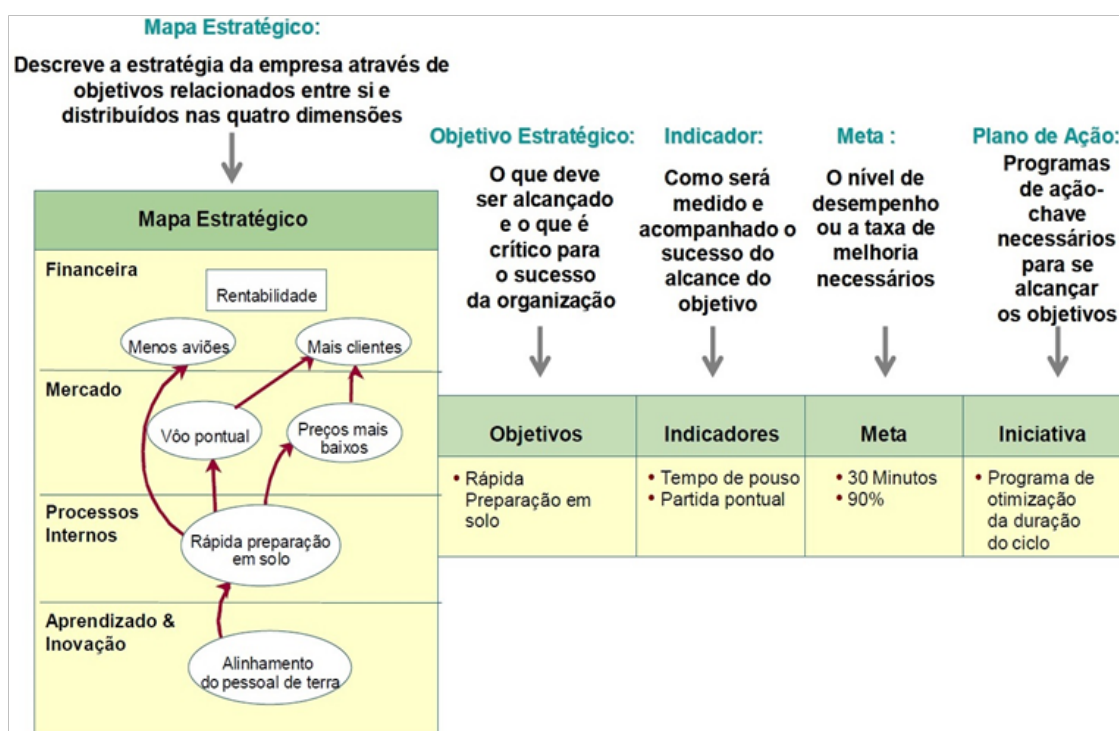 Mapa Estratégico:
Descreve a estratégia da empresa através de
objetivos relacionados entre si e
distribuídos nas quatro dimensões
Mapa Estratégico
Financeira
Rentabilidade
Menos aviões
Mais clientes
Mercado
Vôo pontual
Preços mais
baixos
Processos
Internos
Rápida preparação
em solo
Aprendizado &
Inovação
Alinhamento
do pessoal de terra
Objetivo Estratégico:
O que deve
ser alcançado
e o que é
crítico para
o sucesso
da organização
Objetivos
• Rápida
Preparação em
solo
Indicador:
Como será
medido e
acompanhado o
sucesso do
alcance do
objetivo
Indicadores
• Tempo de pouso
• Partida pontual
Meta :
O nível de
desempenho
ou a taxa de
melhoria
necessários
Meta
• 30 Minutos
• 90%
Plano de Ação:
Programas
de ação-
chave
necessários
para se
alcançar
os objetivos
Iniciativa
• Programa de
otimização
da duração
do ciclo